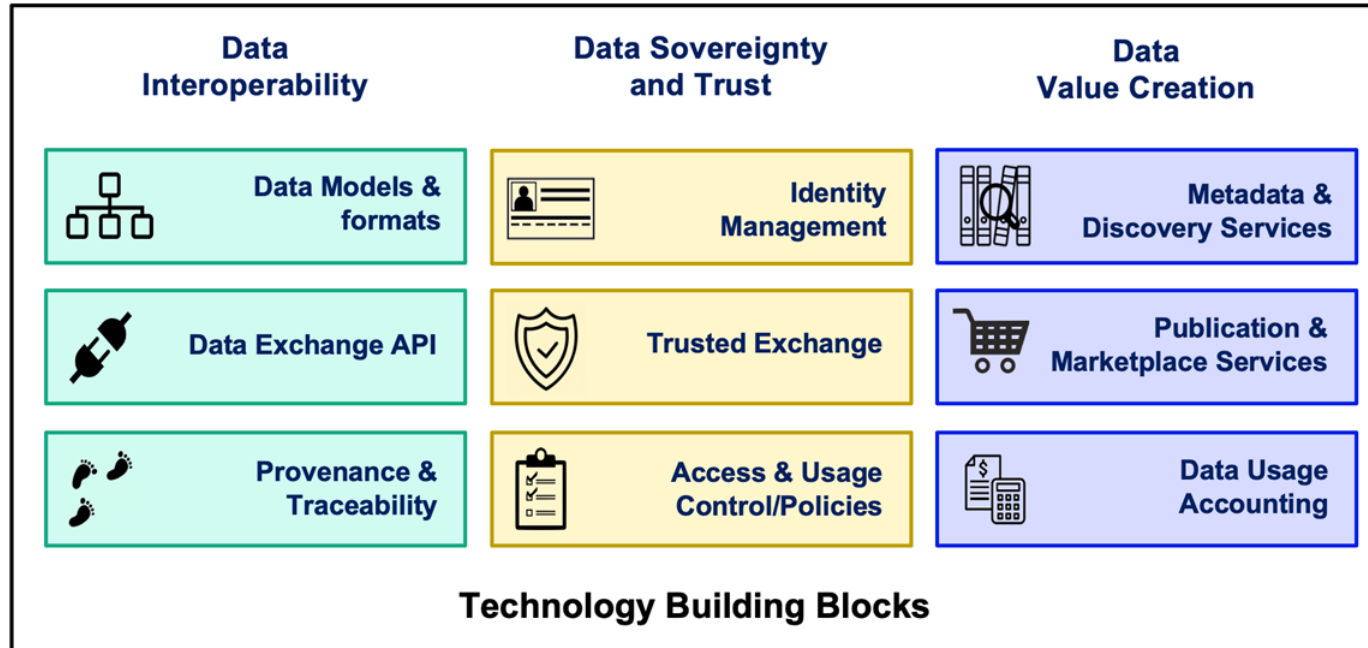 Data
Interoperability
Data Sovereignty
and Trust
Data
Value Creation
Data Models &
formats
Identity
Management
Metadata &
Discovery Services
Data Exchange API
Trusted Exchange
Publication &
Marketplace Services
Provenance &
Traceability
Access & Usage
Control/Policies
$
Data Usage
Accounting
Technology Building Blocks